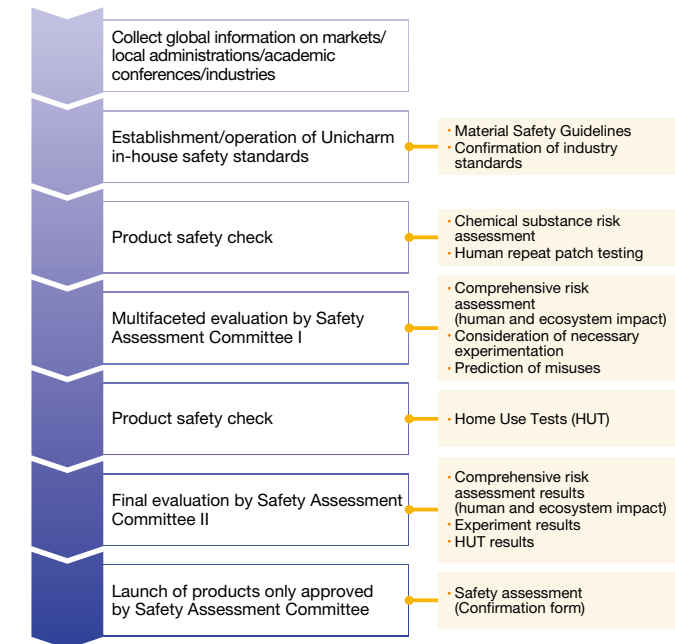 Collect global information on markets/
local administrations/academic
conferences/industries
Establishment/operation of Unicharm
in-house safety standards
・Material Safety Guidelines
・Confirmation of industry
standards
Product safety check
・Chemical substance risk
assessment
・Human repeat patch testing
Multifaceted evaluation by Safety
Assessment Committee I
・Comprehensive risk
assessment
(human and ecosystem impact)
・Consideration of necessary
experimentation
・Prediction of misuses
Product safety check
・Home Use Tests (HUT)
Final evaluation by Safety Assessment
Committee II
・Comprehensive risk
assessment results
(human and ecosystem impact)
・Experiment results
・HUT results
Launch of products only approved
by Safety Assessment Committee
・Safety assessment
(Confirmation form)